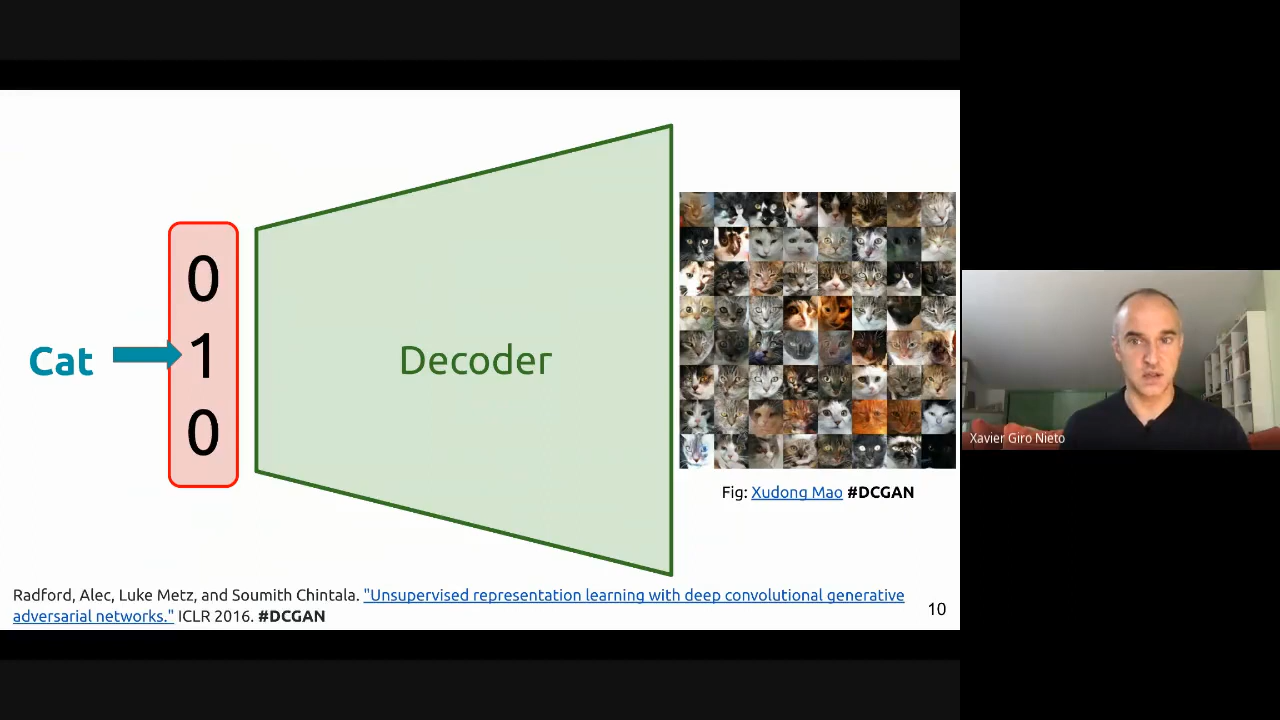 0
Cat
1
0
Decoder
Fig: Xudong Mao #DCGAN
Xavier Giro Nieto
Radford, Alec, Luke Metz, and Soumith Chintala. "Unsupervised representation learning with deep convolutional generative
adversarial networks." ICLR 2016. #DCGAN
10